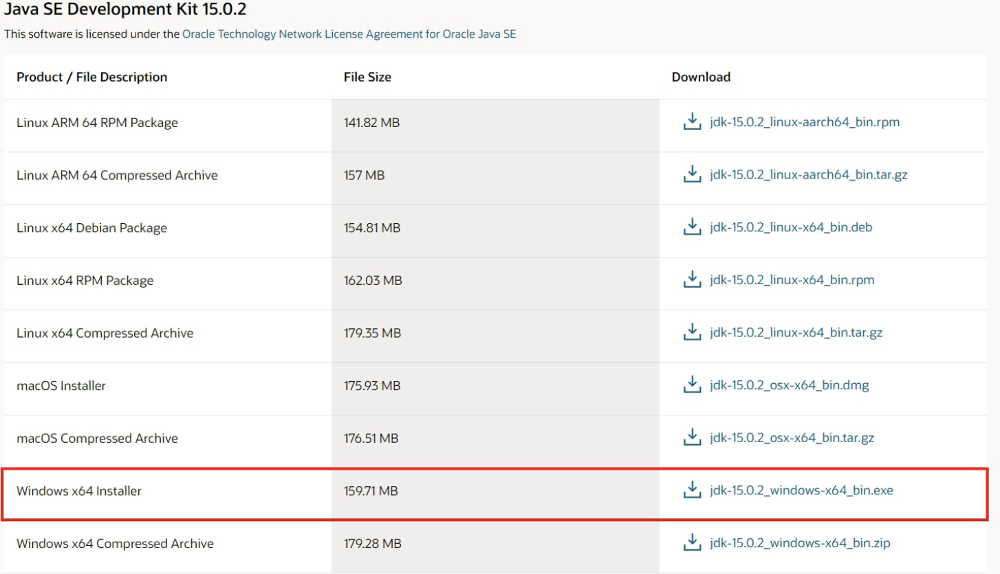 Java SE Development Kit 15.0.2
This software is licensed under the Oracle Technology Network License Agreement for Oracle Java SE
Product / File Description File Size Download
Linux ARM 64 RPM Package 141.82 MB jdk-15.0.2_linux-aarch64_bin.rpm
Linux ARM 64 Compressed Archive 157 MB jdk-15.0.2_linux-aarch64_bin.tar.gz
Linux x64 Debian Package 154.81 MB jdk-15.0.2_linux-x64_bin.deb
Linux x64 RPM Package 162.03 MB jdk-15.0.2_linux-x64_bin.rpm
Linux x64 Compressed Archive 179.35 MB jdk-15.0.2_linux-x64_bin.tar.gz
macOS Installer 175.93 MB jdk-15.0.2_osx-x64_bin.dmg
macOS Compressed Archive 176.51 MB jdk-15.0.2_osx-x64_bin.tar.gz
Windows x64 Installer 159.71 MB jdk-15.0.2_windows-x64_bin.exe
Windows x64 Compressed Archive 179.28 MB jdk-15.0.2_windows-x64_bin.zip